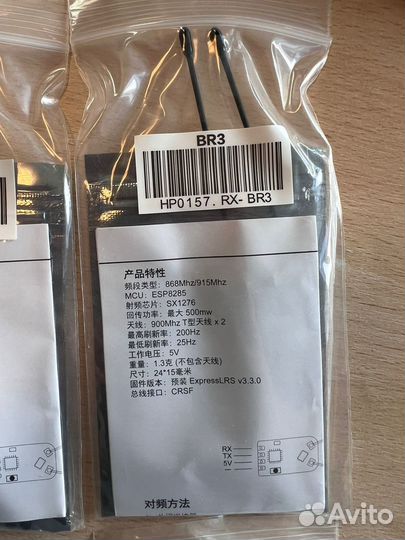 BR3
HP0157. RX- BR3
产品特性
频段类型：868Mhz/915Mhz
MCU：ESP8285
射频芯片：SX1276
回传功率：最大 500mw
天线：900Mhz T型天线 x 2
最高刷新率：200Hz
最低刷新率：25Hz
工作电压：5V
重量：1.3克 (不包含天线)
尺寸：24*15毫米
固件版本：预装 ExpressLRS v3.3.0
总线接口：CRSF
RX
TX
5V
对频方法
Avito